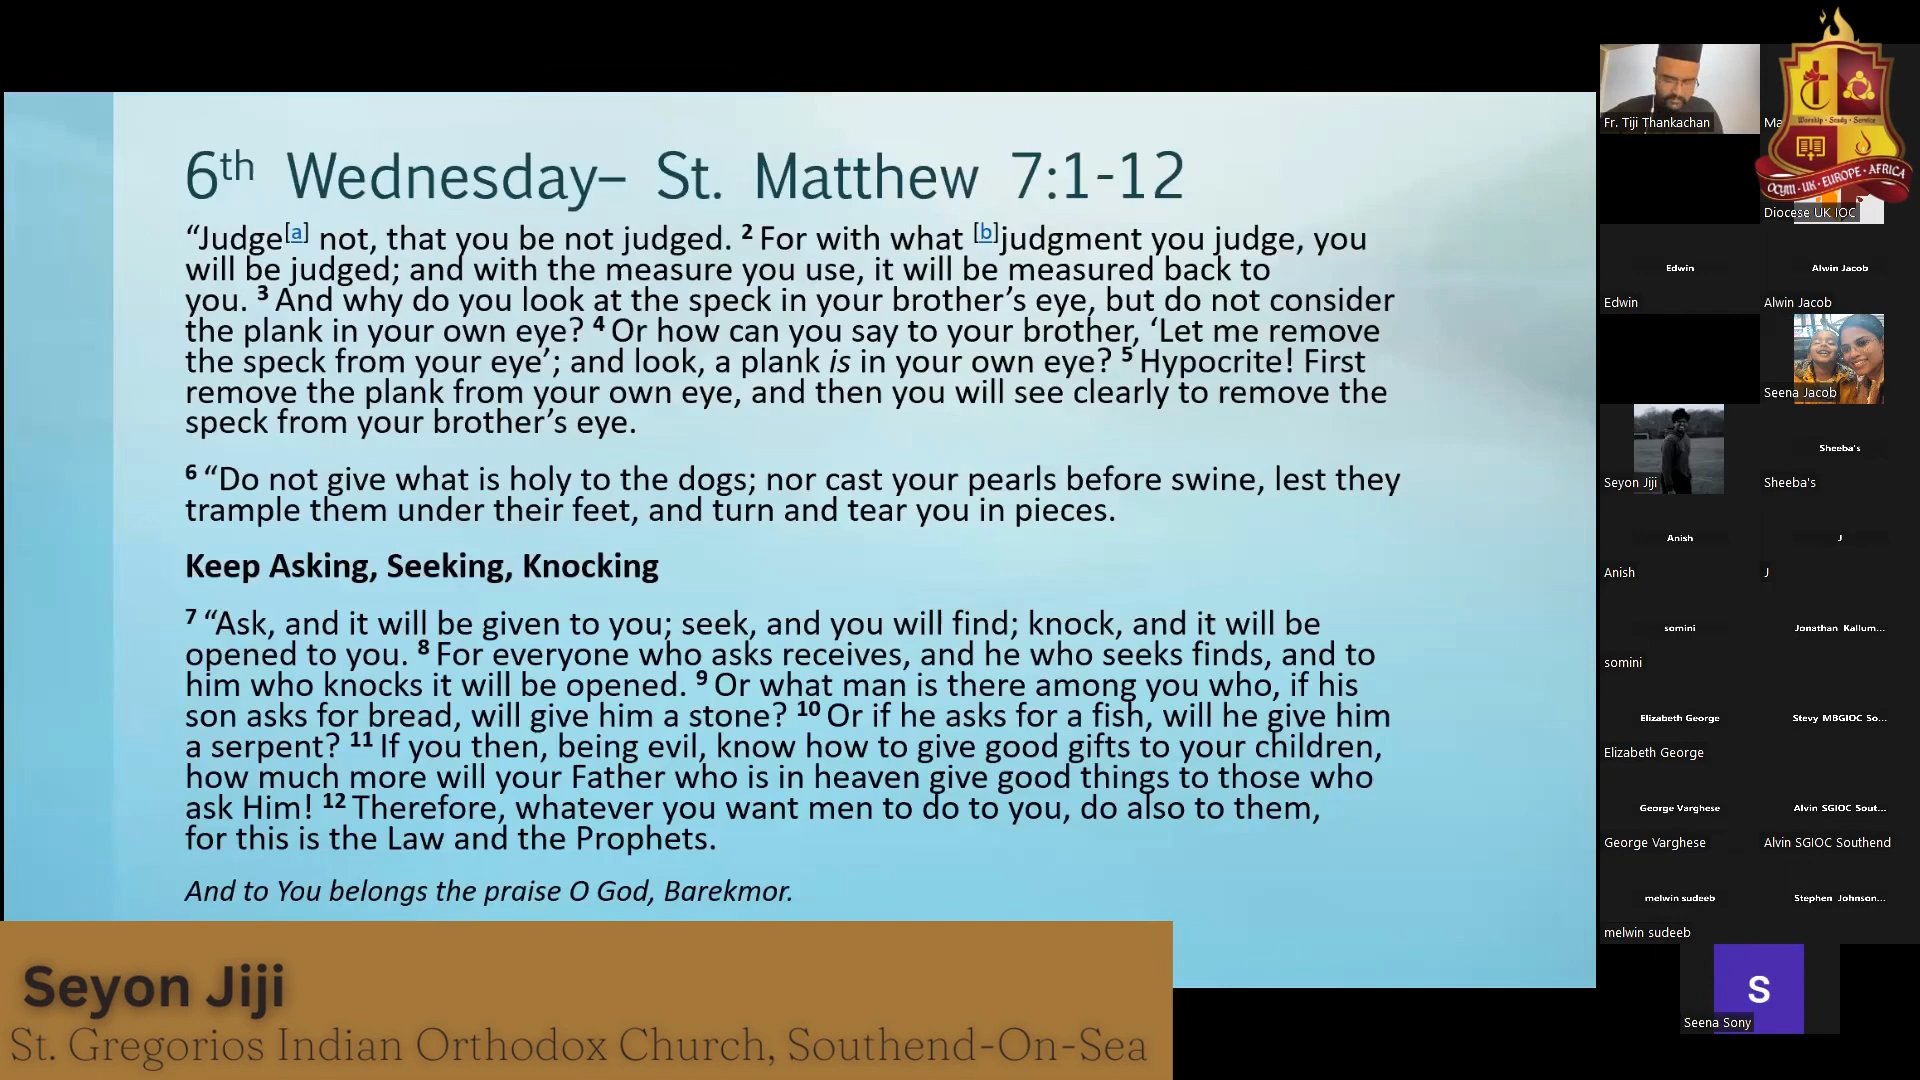 6th Wednesday– St. Matthew 7:1-12
“Judge[a] not, that you be not judged. 2 For with what [b]judgment you judge, you
will be judged; and with the measure you use, it will be measured back to
you. 3 And why do you look at the speck in your brother’s eye, but do not consider
the plank in your own eye? 4 Or how can you say to your brother, ‘Let me remove
the speck from your eye’; and look, a plank is in your own eye? 5 Hypocrite! First
remove the plank from your own eye, and then you will see clearly to remove the
speck from your brother’s eye.
6 “Do not give what is holy to the dogs; nor cast your pearls before swine, lest they
trample them under their feet, and turn and tear you in pieces.
Keep Asking, Seeking, Knocking
7 “Ask, and it will be given to you; seek, and you will find; knock, and it will be
opened to you. 8 For everyone who asks receives, and he who seeks finds, and to
him who knocks it will be opened. 9 Or what man is there among you who, if his
son asks for bread, will give him a stone? 10 Or if he asks for a fish, will he give him
a serpent? 11 If you then, being evil, know how to give good gifts to your children,
how much more will your Father who is in heaven give good things to those who
ask Him! 12 Therefore, whatever you want men to do to you, do also to them,
for this is the Law and the Prophets.
And to You belongs the praise O God, Barekmor.
Seyon Jiji
St. Gregorios Indian Orthodox Church, Southend-On-Sea
Fr. Tiji Thankachan
Ma
Worship - Study - Service
OCYM - UK - EUROPE - AFRICA
Diocese UK IOC
Edwin
Alwin Jacob
Edwin
Alwin Jacob
Seena Jacob
Sheeba's
Seyon Jiji
Sheeba's
Anish
J
Anish
J
somini
Jonathan Kallum...
somini
Elizabeth George
Stevy MBGIOC So...
Elizabeth George
George Varghese
Alvin SGIOC Sout...
George Varghese
Alvin SGIOC Southend
melwin sudeeb
Stephen Johnson...
melwin sudeeb
S
Seena Sony